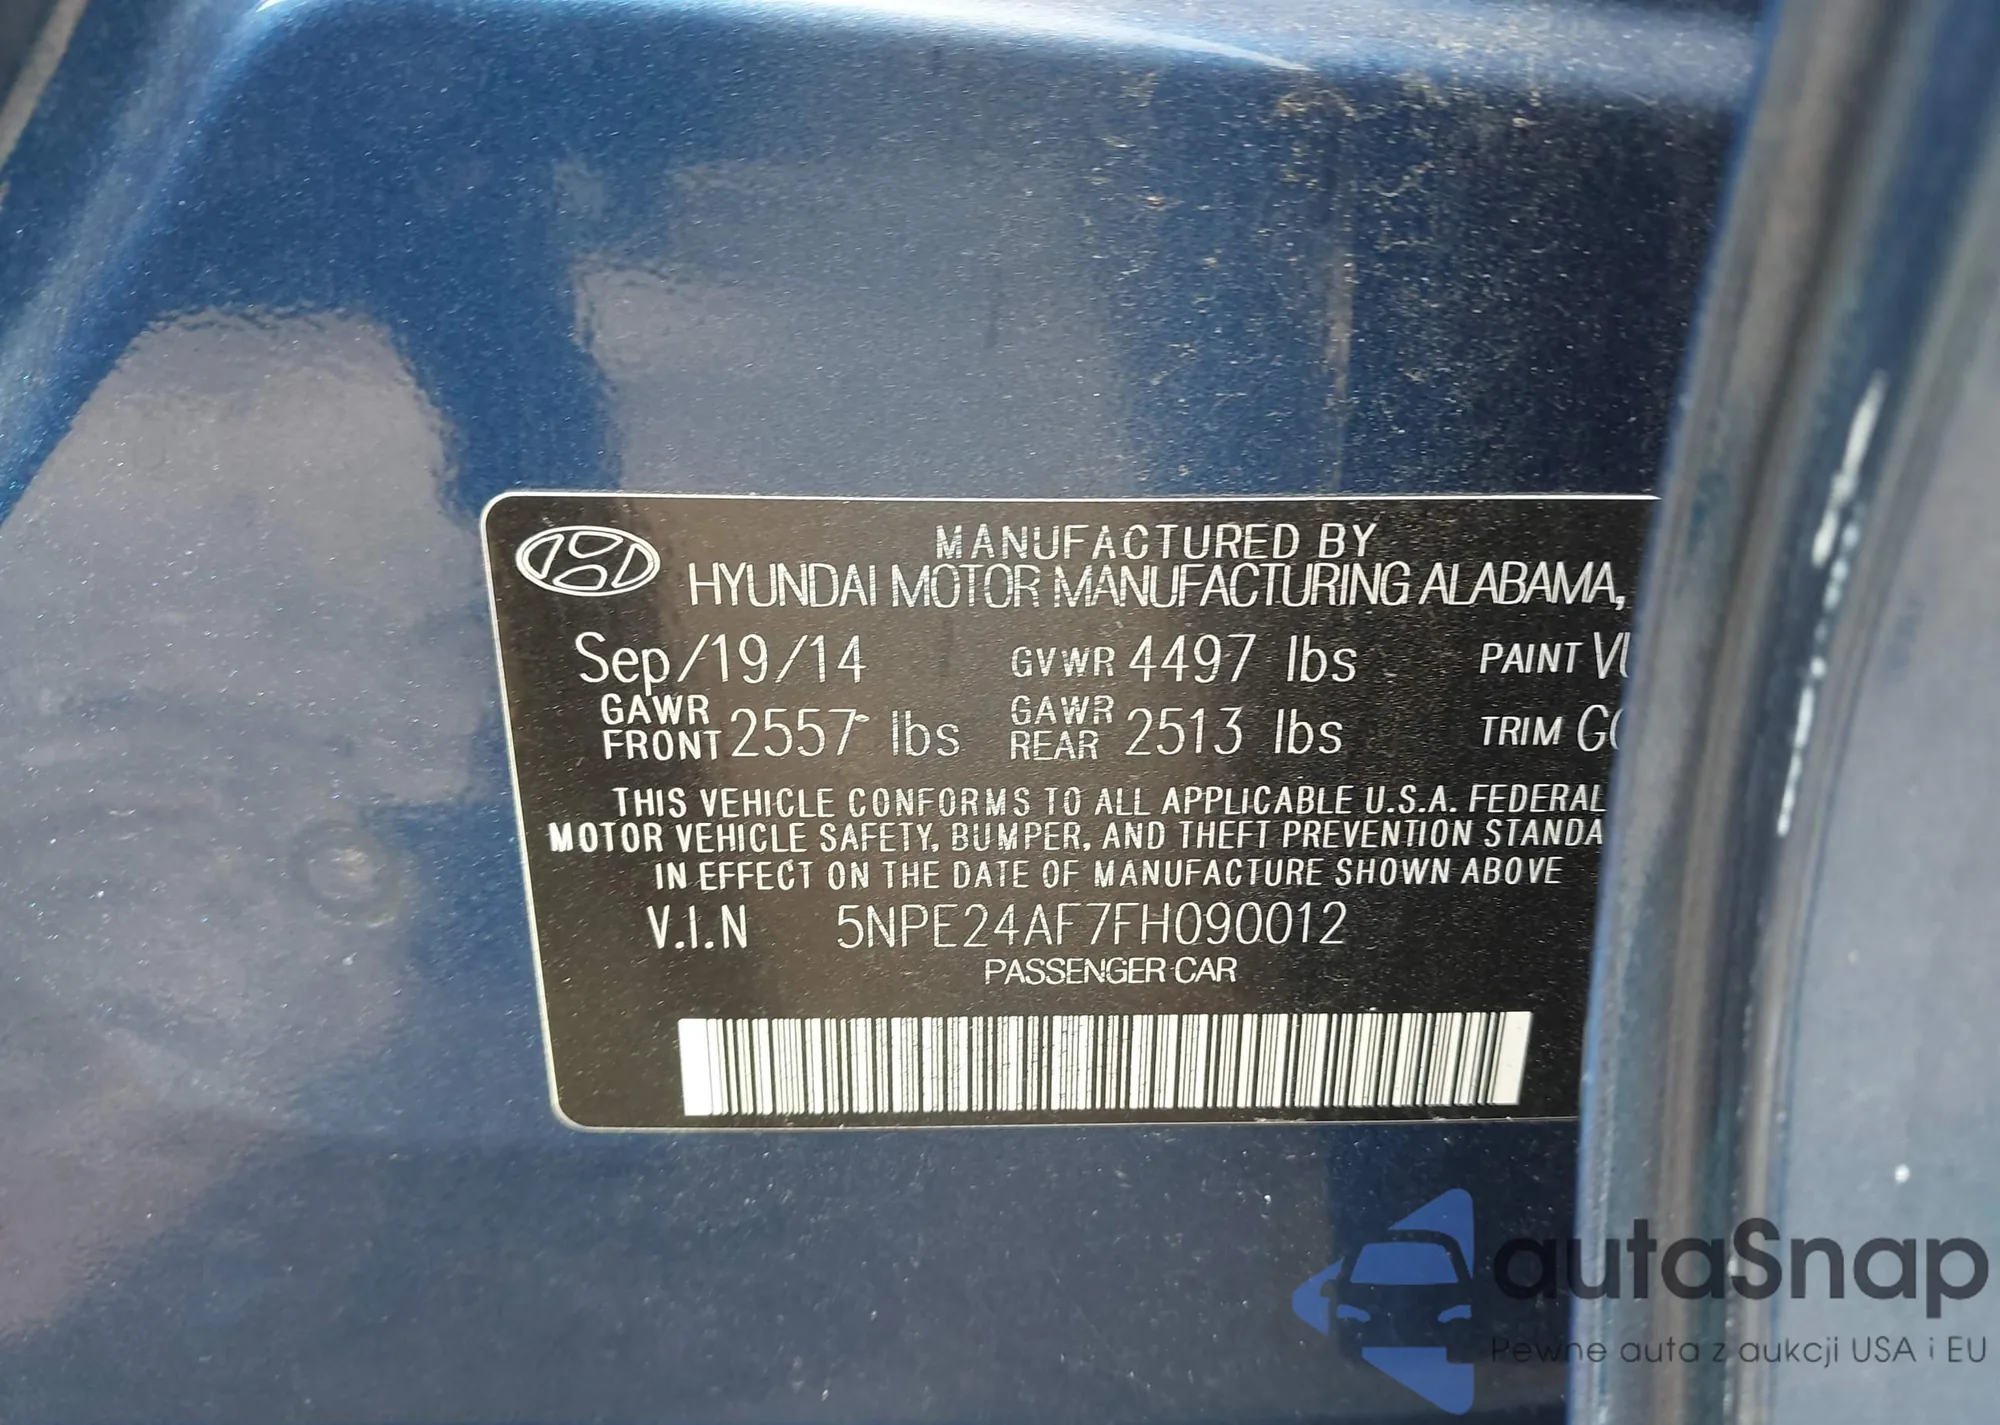 MANUFACTURED BY
HYUNDAI MOTOR MANUFACTURING ALABAMA,
Sep/19/14 GVWR 4497 lbs PAINT
GAWR FRONT 2557 lbs GAWR REAR 2513 lbs TRIM
THIS VEHICLE CONFORMS TO ALL APPLICABLE U.S.A. FEDERAL
MOTOR VEHICLE SAFETY, BUMPER, AND THEFT PREVENTION STANDA
IN EFFECT ON THE DATE OF MANUFACTURE SHOWN ABOVE
V.I.N 5NPE24AF7FH090012
PASSENGER CAR
autaSnap
Pewne auta z aukcji USA i EU